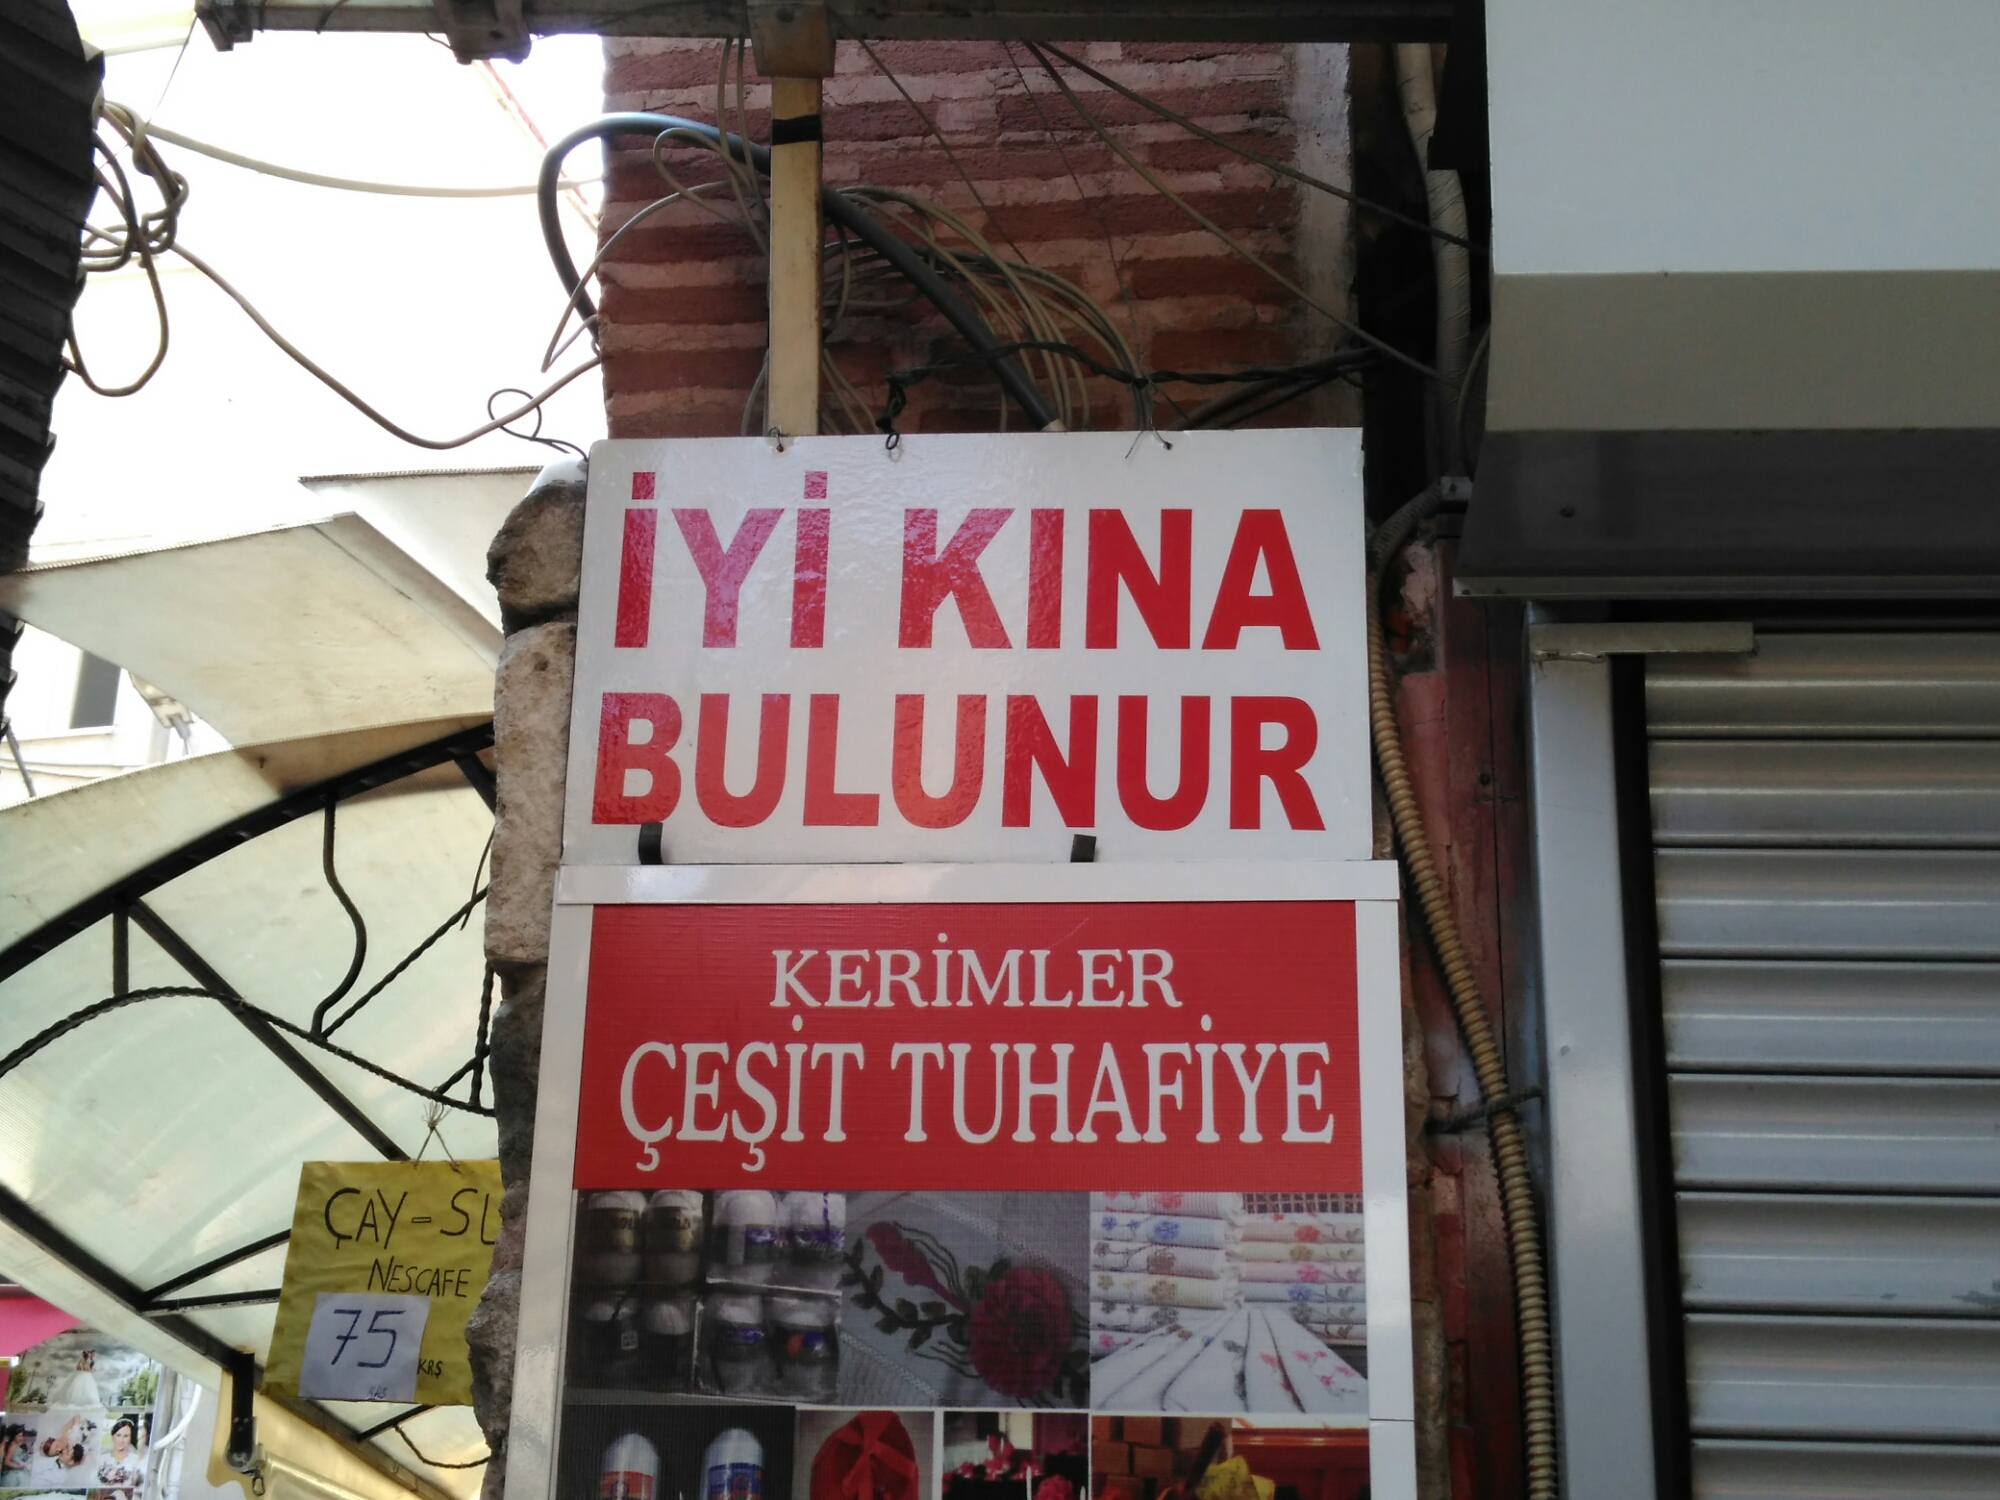 İYİ KINA
BULUNUR
KERİMLER
ÇEŞİT TUHAFİYE
ÇAY-SU
NESCAFE
75
KRŞ